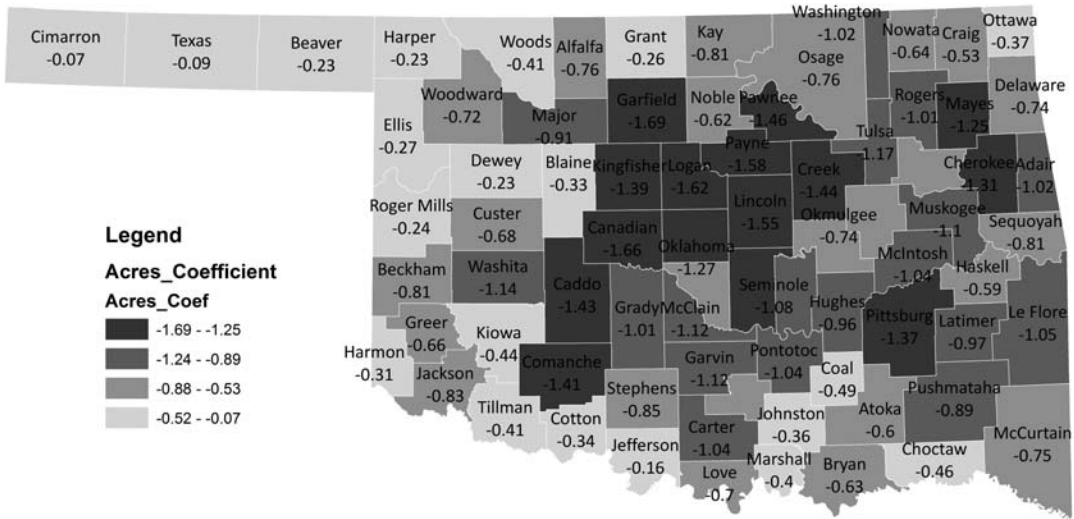 Cimarron
-0.07
Texas
-0.09
Beaver
-0.23
Harper
-0.23
Woods
-0.41
Alfalfa
-0.76
Grant
-0.26
Kay
-0.81
Washington
-1.02
Osage
-0.76
Nowata
-0.64
Craig
-0.53
Ottawa
-0.37
Delaware
-0.74
Woodward
-0.72
Major
-0.91
Garfield
-1.69
Noble
-0.62
Pawnee
-1.46
Rogers
-1.01
Mayes
-1.25
Ellis
-0.27
Dewey
-0.23
Blaine
-0.33
Kingfisher
-1.39
Logan
-1.62
Payne
-1.58
Creek
-1.44
Tulsa
-1.17
Cherokee
-1.31
Adair
-1.02
Roger Mills
-0.24
Custer
-0.68
Canadian
-1.66
Oklahoma
-1.27
Lincoln
-1.55
Okmulgee
-0.74
Muskogee
-1.1
Sequoyah
-0.81
Legend
Acres_Coefficient
Acres_Coef
-1.69 - -1.25
-1.24 - -0.89
-0.88 - -0.53
-0.52 - -0.07
Beckham
-0.81
Washita
-1.14
Caddo
-1.43
Grady
-1.01
McClain
-1.12
Seminole
-1.08
Hughes
-0.96
McIntosh
-1.04
Haskell
-0.59
Pittsburg
-1.37
Latimer
-0.97
Le Flore
-1.05
Greer
-0.66
Kiowa
-0.44
Harmon
-0.31
Jackson
-0.83
Comanche
-1.41
Stephens
-0.85
Garvin
-1.12
Pontotoc
-1.04
Coal
-0.49
Pushmataha
-0.89
Tillman
-0.41
Cotton
-0.34
Jefferson
-0.16
Carter
-1.04
Johnston
-0.36
Atoka
-0.6
McCurtain
-0.75
Love
-0.7
Marshall
-0.4
Bryan
-0.63
Choctaw
-0.46